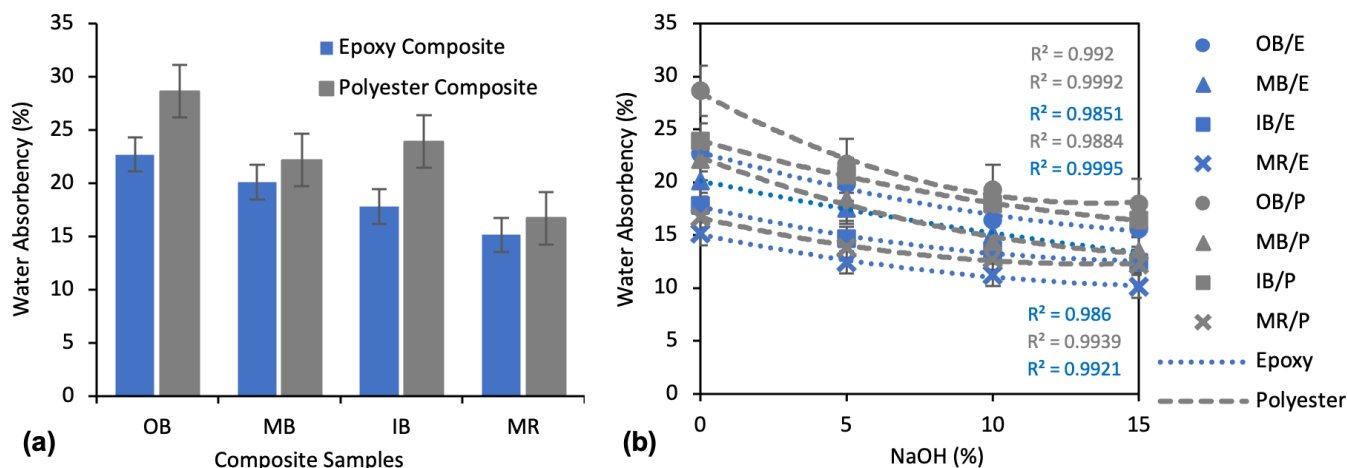 35
30
25
20
15
10
5
0
Water Absorbency (%)
Epoxy Composite
Polyester Composite
OB MB IB MR
(a)
Composite Samples
35
30
25
20
15
10
5
0
Water Absorbency (%)
R² = 0.992
R² = 0.9992
R² = 0.9851
R² = 0.9884
R² = 0.9995
R² = 0.986
R² = 0.9939
R² = 0.9921
0 5 10 15
(b)
NaOH (%)
OB/E
MB/E
IB/E
MR/E
OB/P
MB/P
IB/P
MR/P
Epoxy
Polyester